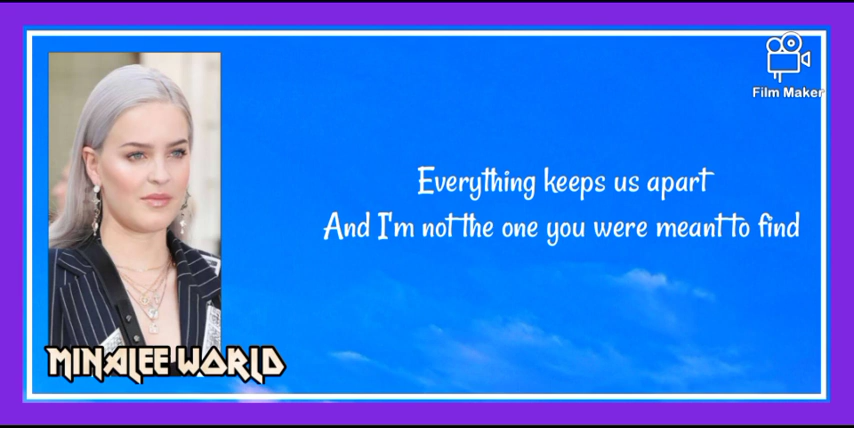 Film Maker
Everything keeps us apart
And I'm not the one you were meant to find
MINALEE WORLD